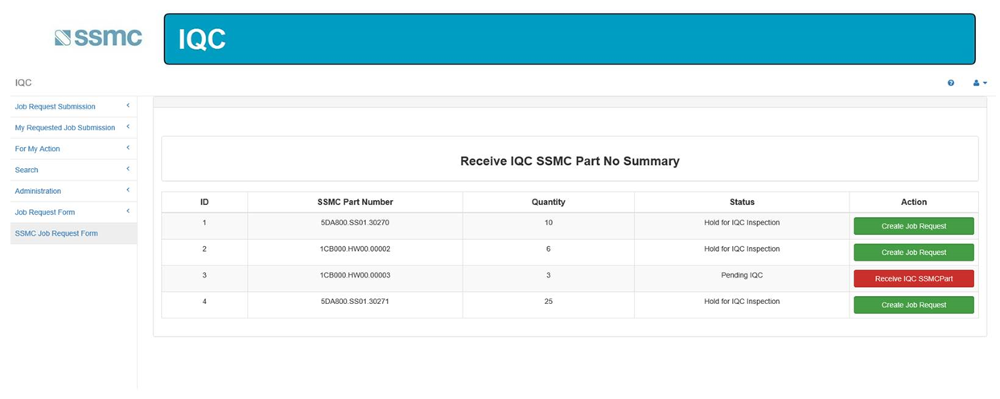 ssmc
IQC
IQC
Job Request Submission
My Requested Job Submission
For My Action
Search
Administration
Job Request Form
SSMC Job Request Form
Receive IQC SSMC Part No Summary
ID SSMC Part Number Quantity Status Action
1 5DA800.SS01.30270 10 Hold for IQC Inspection Create Job Request
2 1CB000.HW00.00002 6 Hold for IQC Inspection Create Job Request
3 1CB000.HW00.00003 3 Pending IQC Receive IQC SSMCPart
4 5DA800.SS01.30271 25 Hold for IQC Inspection Create Job Request